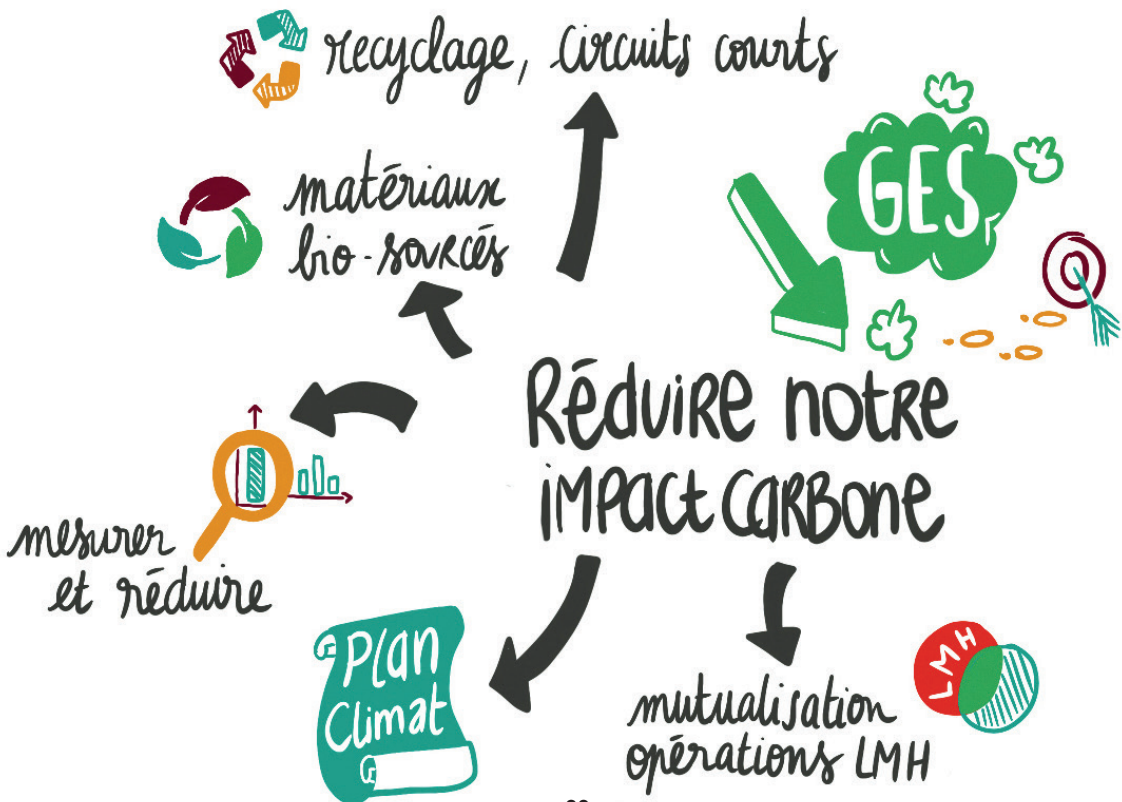 recyclage, circuits courts
matériaux
bio-sourcés
GES
Réduire notre
impact carbone
mesurer
et réduire
Plan
Climat
LMH
mutualisation
opérations LMH